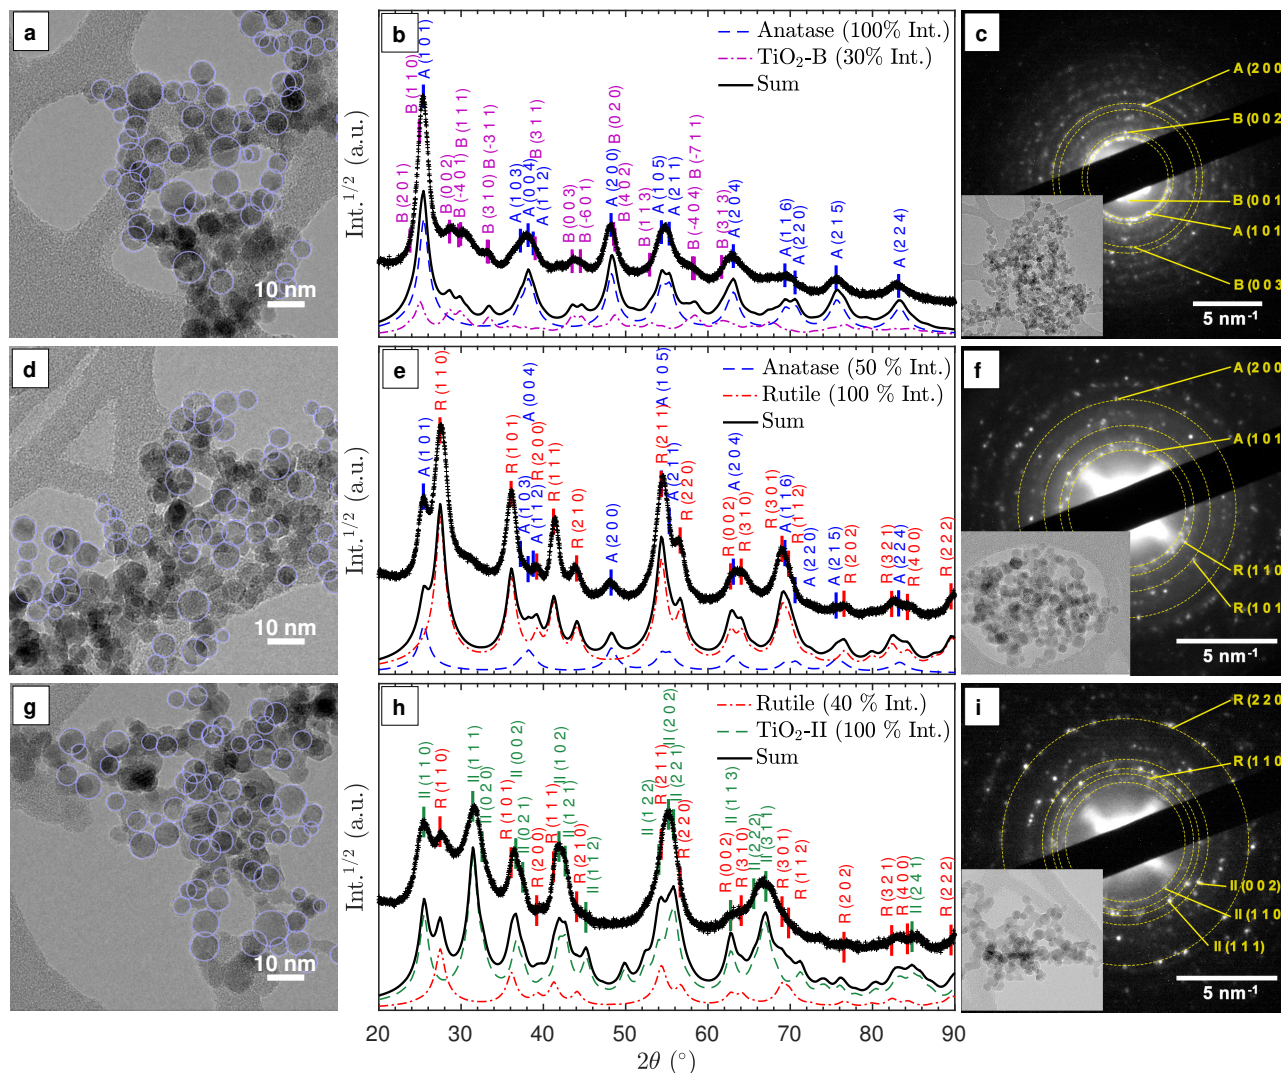 a
10 nm
b
Int.^1/2 (a.u.)
Anatase (100% Int.)
TiO₂-B (30% Int.)
Sum
B (2 0 1)
B (1 1 0)
A (1 0 1)
B (0 0 2)
B (-4 0 1)
B (1 1 1)
B (3 1 0)
B (-3 1 1)
A (1 0 3)
A (0 0 4)
B (3 1 1)
A (1 1 2)
B (0 0 3)
B (-6 0 1)
A (2 0 0)
B (0 2 0)
B (4 0 2)
B (1 1 3)
A (1 0 5)
A (2 1 1)
B (-4 0 4)
B (-7 1 1)
B (3 1 3)
A (2 0 4)
A (1 1 6)
A (2 2 0)
A (2 1 5)
A (2 2 4)
c
A (2 0 0
B (0 0 2
B (0 0 1
A (1 0 1
B (0 0 3
5 nm⁻¹
d
10 nm
e
Int.^1/2 (a.u.)
Anatase (50 % Int.)
Rutile (100 % Int.)
Sum
A (1 0 1)
R (1 1 0)
R (1 0 1)
A (1 0 3)
A (0 0 4)
A (1 1 2)
R (2 0 0)
R (1 1 1)
R (2 1 0)
A (2 0 0)
R (2 1 1)
A (1 0 5)
A (2 1 1)
R (2 2 0)
R (0 0 2)
A (2 0 4)
R (3 1 0)
R (3 0 1)
A (1 1 6)
R (1 1 2)
A (2 2 0)
A (2 1 5)
R (2 0 2)
R (3 2 1)
A (2 2 4)
R (4 0 0)
R (2 2 2)
f
A (2 0 0
A (1 0 1
R (1 1 0
R (1 0 1
5 nm⁻¹
g
10 nm
h
Int.^1/2 (a.u.)
Rutile (40 % Int.)
TiO₂-II (100 % Int.)
Sum
II (1 1 0)
R (1 1 0)
II (1 1 1)
II (0 2 0)
R (1 0 1)
II (0 0 2)
II (0 2 1)
R (2 0 0)
R (1 1 1)
II (1 0 2)
II (1 2 1)
R (2 1 0)
II (1 1 2)
II (1 2 2)
R (2 1 1)
II (2 0 2)
II (2 2 1)
R (2 2 0)
R (0 0 2)
II (1 1 3)
R (3 1 0)
II (2 2 2)
II (3 1 1)
R (3 0 1)
R (1 1 2)
R (2 0 2)
R (3 2 1)
R (4 0 0)
II (2 4 1)
R (2 2 2)
20 30 40 50 60 70 80 90
2θ (°)
i
R (2 2 0
R (1 1 0
II (0 0 2)
II (1 1 0
II (1 1 1)
5 nm⁻¹